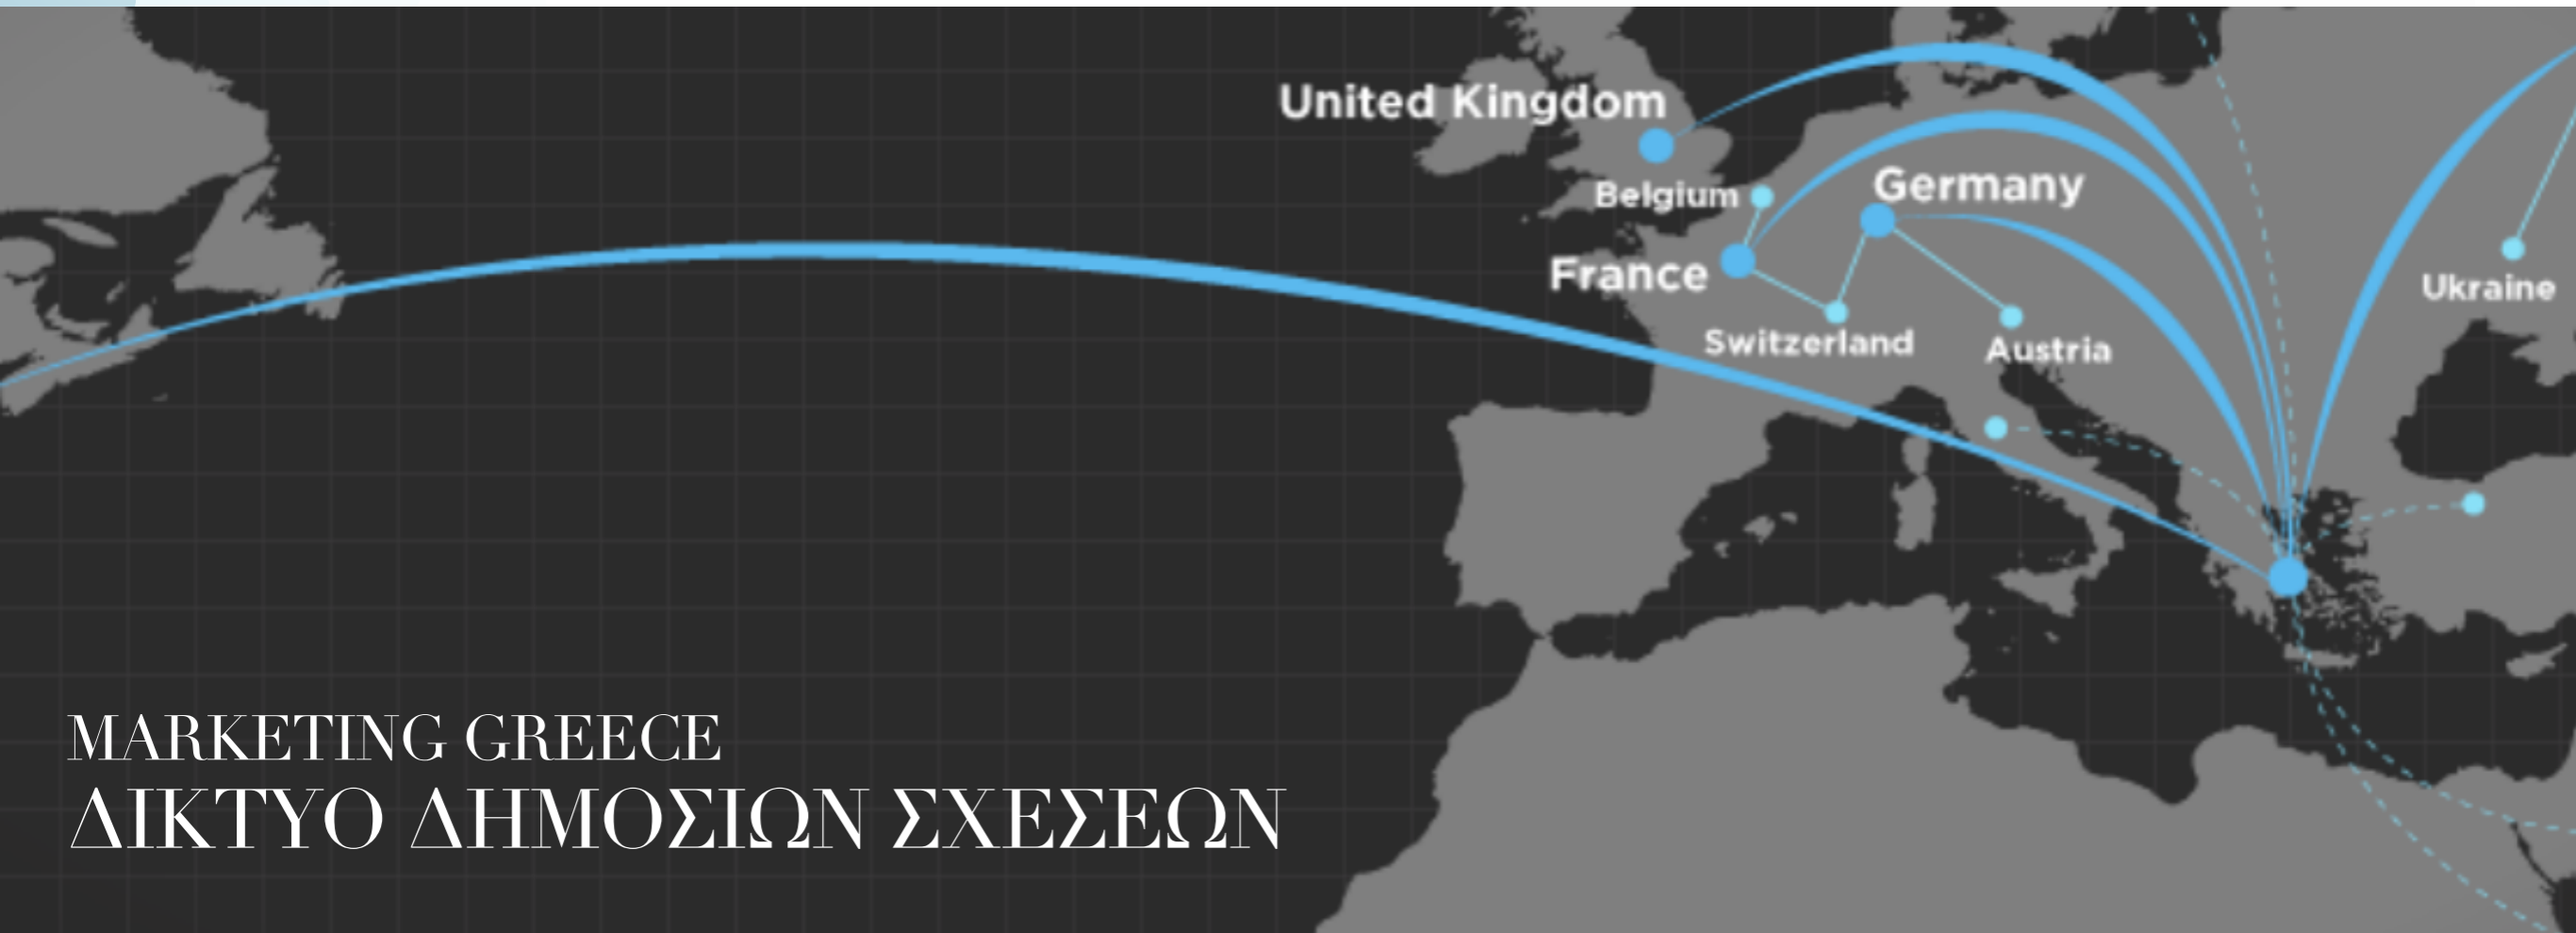 United Kingdom
Belgium
Germany
France
Switzerland
Austria
Ukraine
MARKETING GREECE
ΔΙΚΤΥΟ ΔΗΜΟΣΙΩΝ ΣΧΕΣΕΩΝ